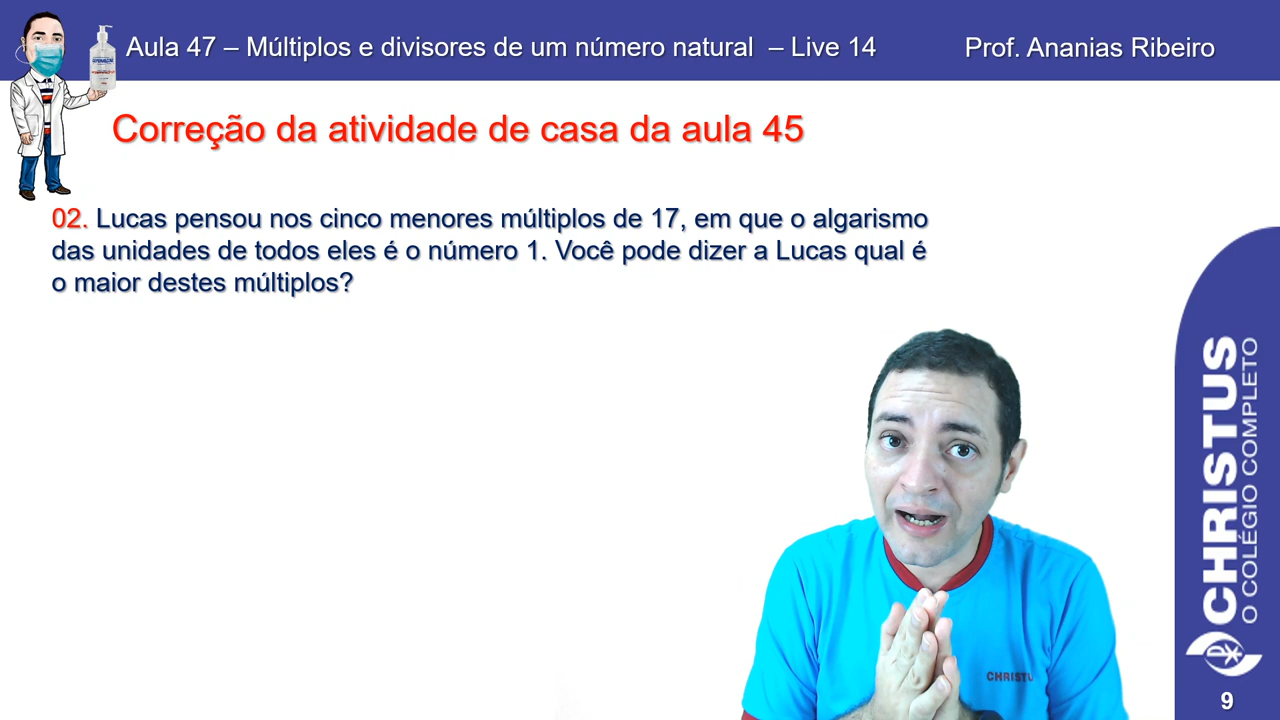 Aula 47 – Múltiplos e divisores de um número natural – Live 14
Prof. Ananias Ribeiro
Correção da atividade de casa da aula 45
02. Lucas pensou nos cinco menores múltiplos de 17, em que o algarismo
das unidades de todos eles é o número 1. Você pode dizer a Lucas qual é
o maior destes múltiplos?
CHRISTUS
O COLÉGIO COMPLETO
9